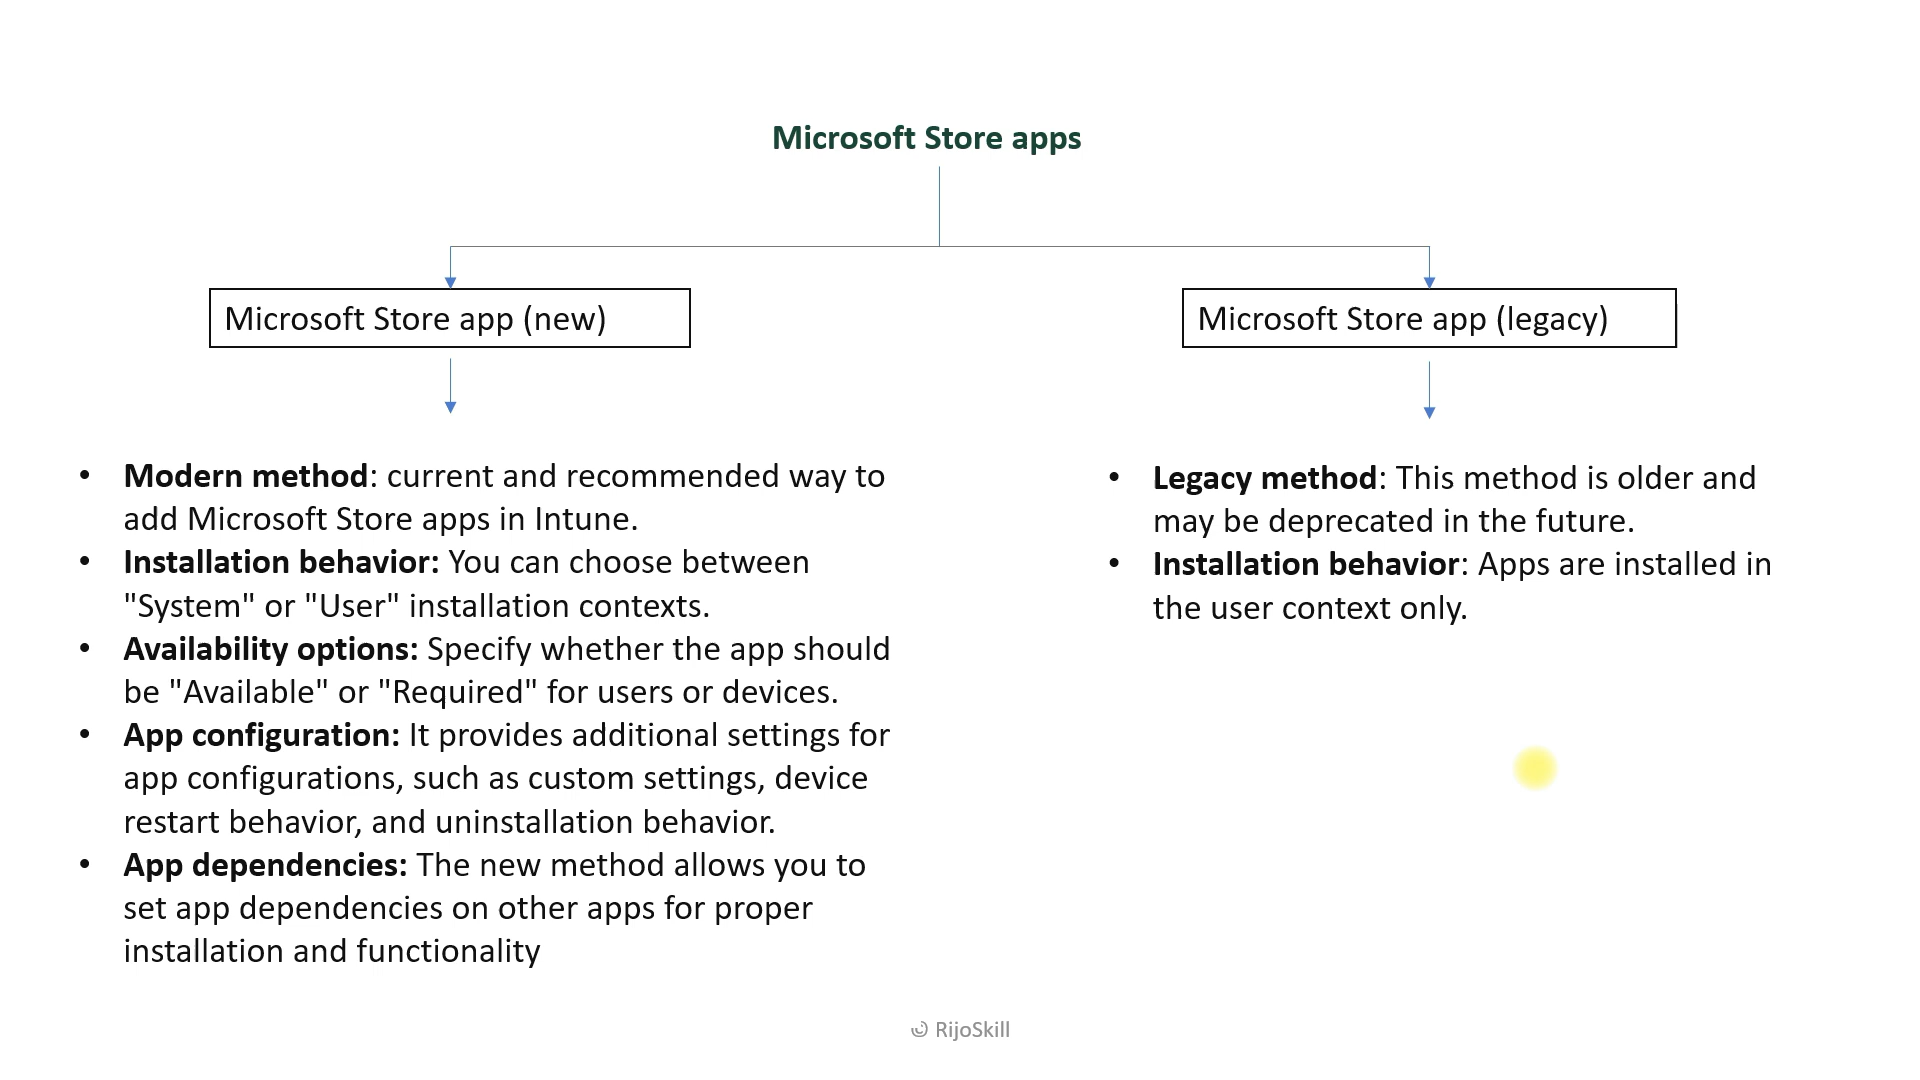 Microsoft Store apps
Microsoft Store app (new)
Microsoft Store app (legacy)
• Modern method: current and recommended way to
add Microsoft Store apps in Intune.
• Installation behavior: You can choose between
"System" or "User" installation contexts.
• Availability options: Specify whether the app should
be "Available" or "Required" for users or devices.
• App configuration: It provides additional settings for
app configurations, such as custom settings, device
restart behavior, and uninstallation behavior.
• App dependencies: The new method allows you to
set app dependencies on other apps for proper
installation and functionality
• Legacy method: This method is older and
may be deprecated in the future.
• Installation behavior: Apps are installed in
the user context only.
RijoSkill